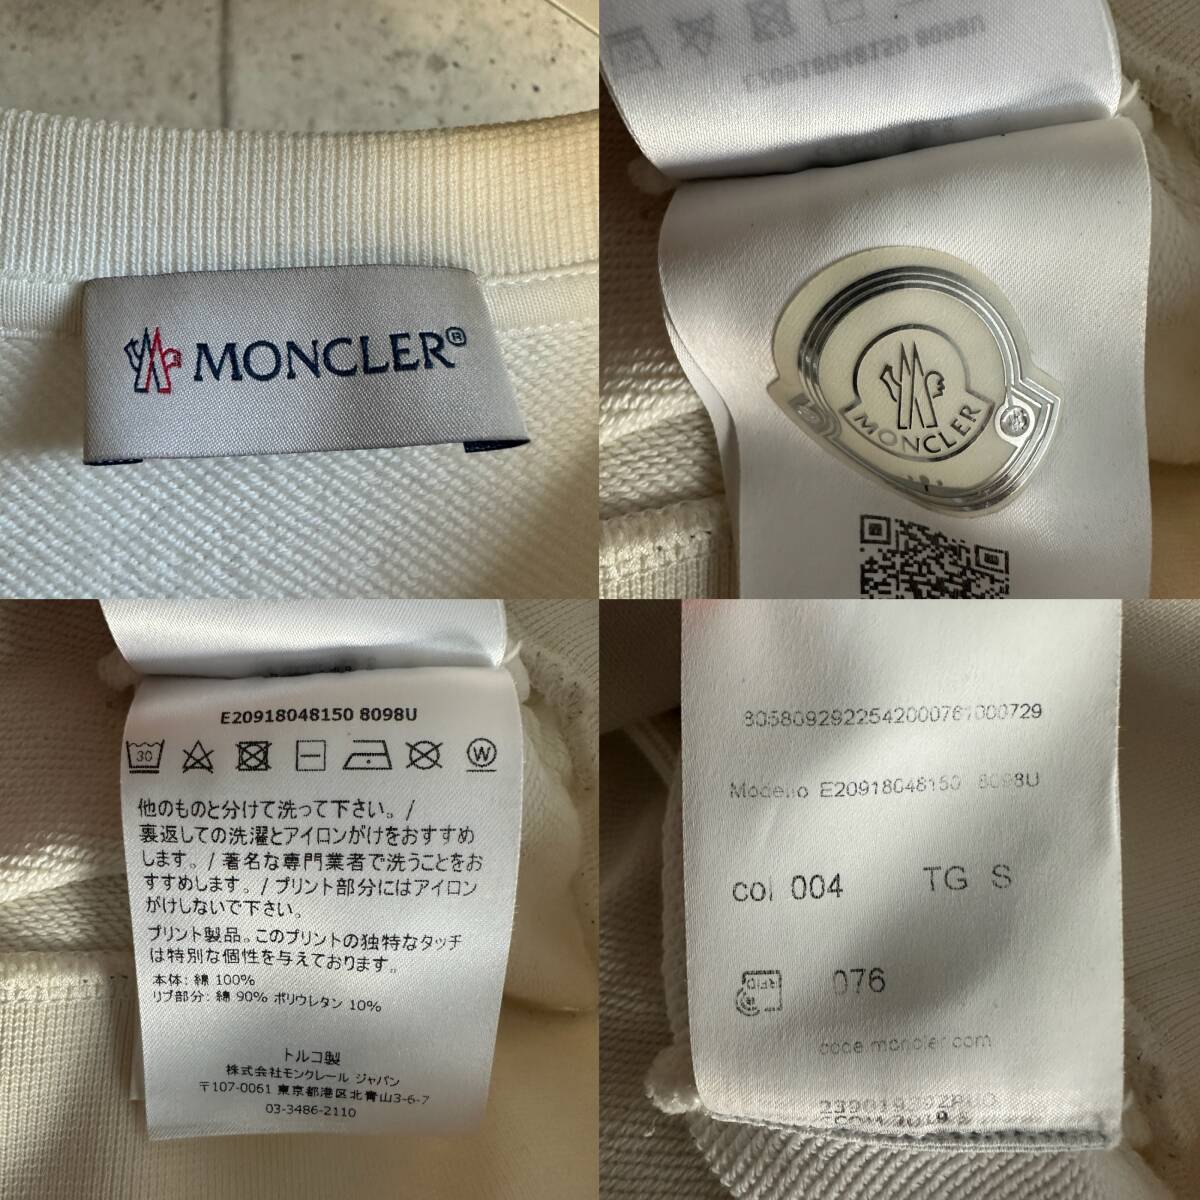 MONCLER®
E20918048150 8098U
MONCLER
E20918048150 8098U
30
W
他のものと分けて洗って下さい。/
裏返しての洗濯とアイロンがけをおすすめ
します。/ 著名な専門業者で洗うことをお
すすめします。/ プリント部分にはアイロン
がけしないで下さい。
プリント製品。このプリントの独特なタッチ
は特別な個性を与えております。
本体: 綿 100%
リブ部分: 綿 90% ポリウレタン 10%
トルコ製
株式会社モンクレール ジャパン
〒107-0061 東京都港区北青山3-6-7
03-3486-2110
8058092922542000761000729
Modello E20918048150 8098U
col 004 TG S
RFID 076
code.moncler.com